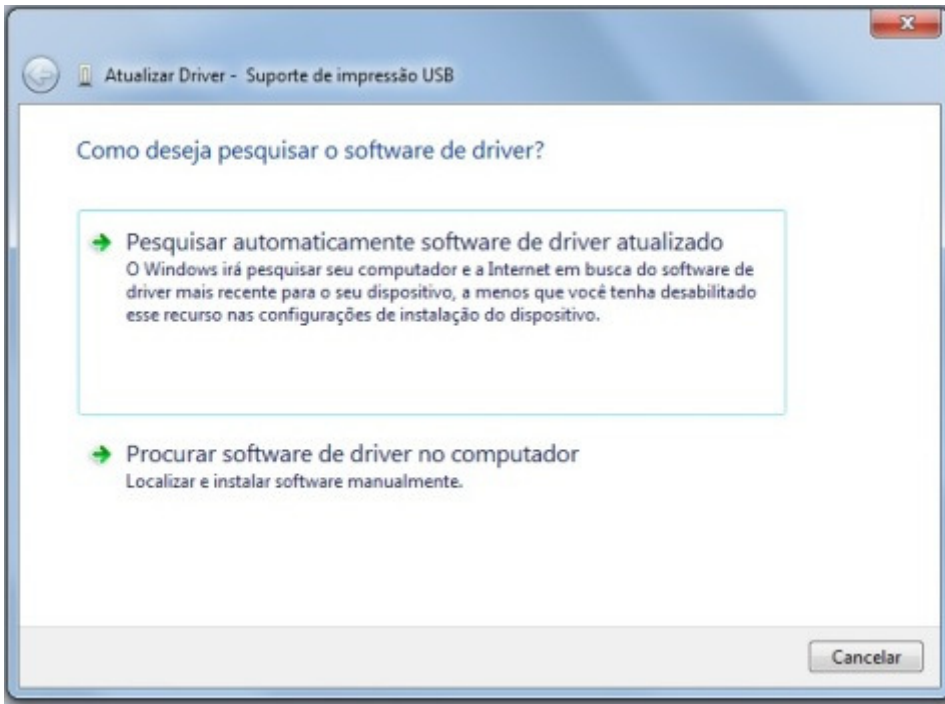 Atualizar Driver - Suporte de impressão USB
Como deseja pesquisar o software de driver?
Pesquisar automaticamente software de driver atualizado
O Windows irá pesquisar seu computador e a Internet em busca do software de
driver mais recente para o seu dispositivo, a menos que você tenha desabilitado
esse recurso nas configurações de instalação do dispositivo.
Procurar software de driver no computador
Localizar e instalar software manualmente.
Cancelar